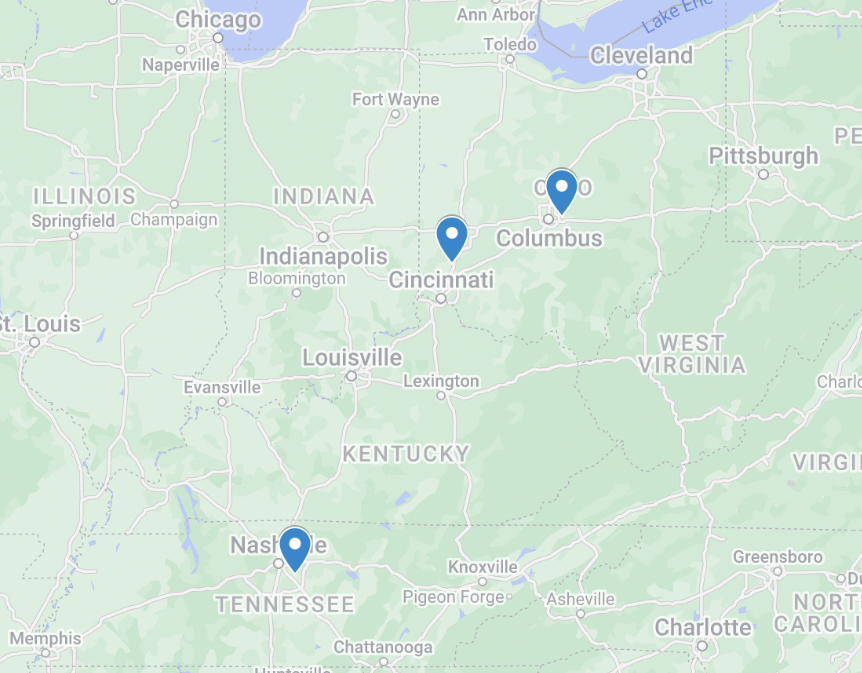 Ann Arbor
Lake Erie
Chicago
Toledo
Cleveland
Naperville
Fort Wayne
PE
Pittsburgh
ILLINOIS
INDIANA
Springfield
Champaign
Columbus
Indianapolis
Bloomington
Cincinnati
St. Louis
WEST
VIRGINIA
Louisville
Evansville
Lexington
Charlo
KENTUCKY
VIRGI
Nashville
Knoxville
Greensboro
Du
TENNESSEE
Pigeon Forge
Asheville
NORT
CAROLI
Charlotte
Memphis
Chattanooga
Huntsville